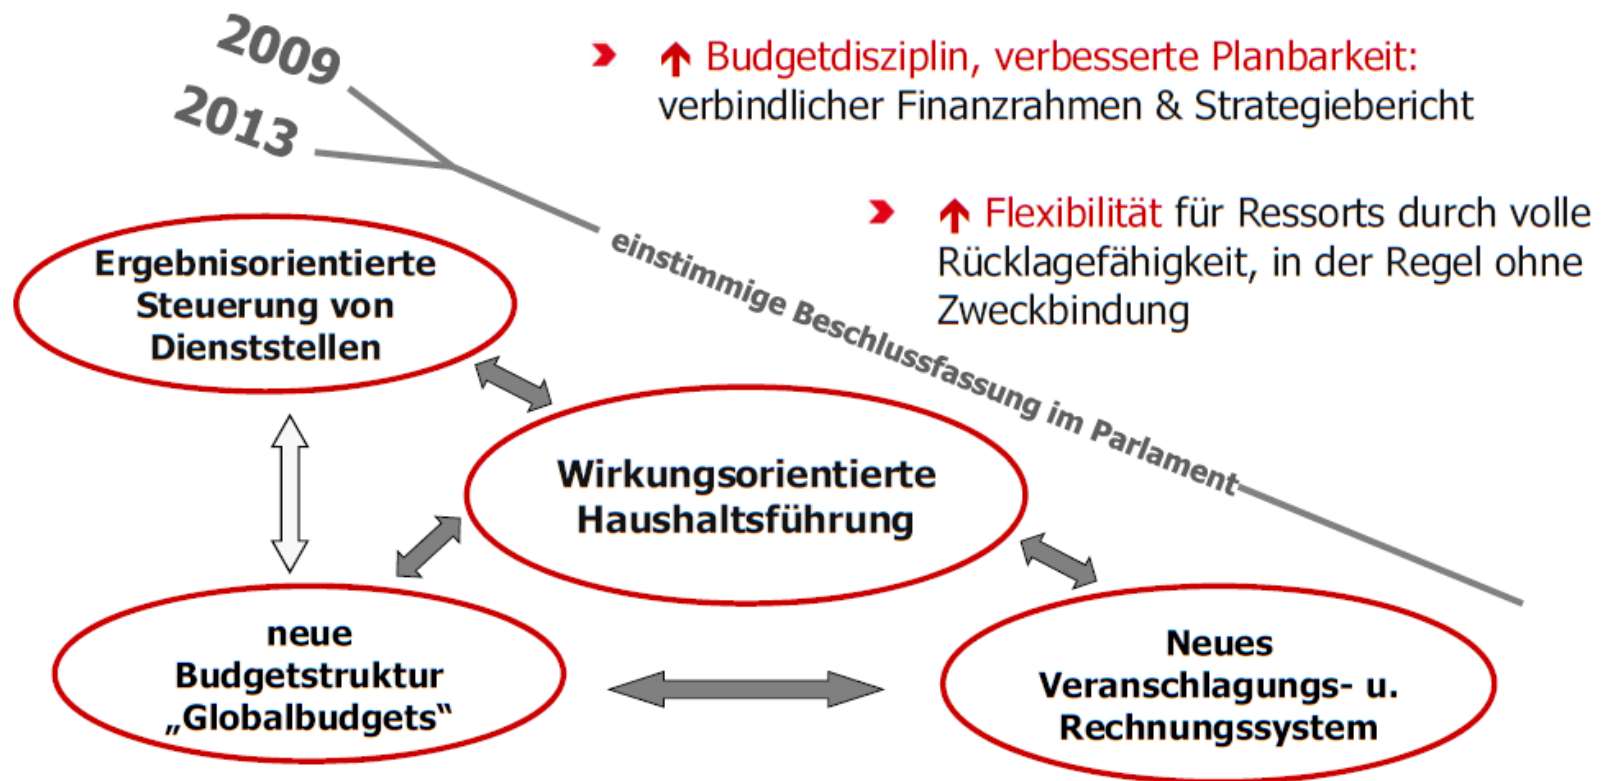 2009
2013
Budgetdisziplin, verbesserte Planbarkeit:
verbindlicher Finanzrahmen & Strategiebericht
Flexibilität für Ressorts durch volle
Rücklagefähigkeit, in der Regel ohne
Zweckbindung
einstimmige Beschlussfassung im Parlament
Ergebnisorientierte
Steuerung von
Dienststellen
Wirkungsorientierte
Haushaltsführung
neue
Budgetstruktur
„Globalbudgets“
Neues
Veranschlagungs- u.
Rechnungssystem